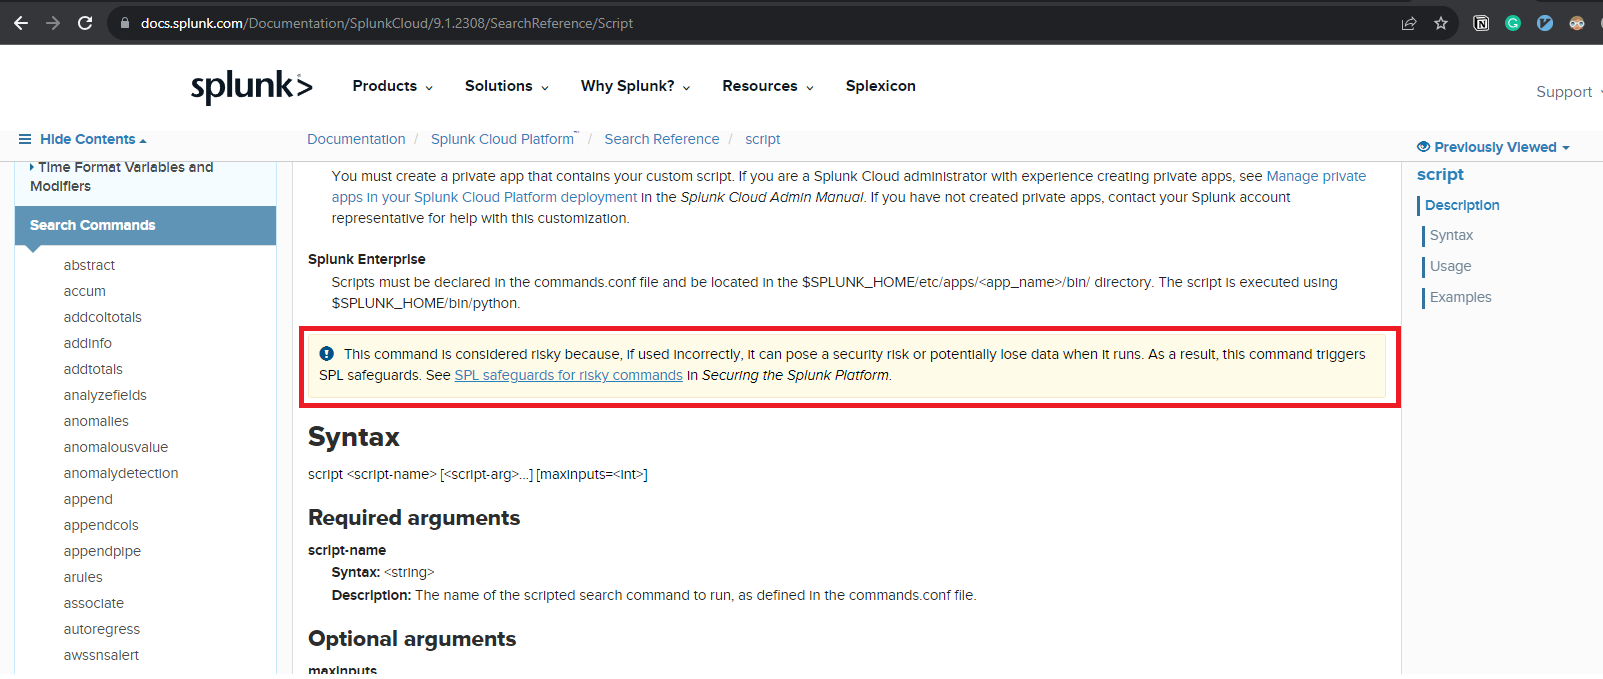 docs.splunk.com/Documentation/SplunkCloud/9.1.2308/SearchReference/Script
splunk>
Products
Solutions
Why Splunk?
Resources
Splexicon
Support
Hide Contents
Documentation / Splunk Cloud Platform™ / Search Reference / script
Previously Viewed
Time Format Variables and
Modifiers
Search Commands
abstract
accum
addcoltotals
addinfo
addtotals
analyzefields
anomalies
anomalousvalue
anomalydetection
append
appendcols
appendpipe
arules
associate
autoregress
awssnsalert
You must create a private app that contains your custom script. If you are a Splunk Cloud administrator with experience creating private apps, see Manage private
apps in your Splunk Cloud Platform deployment in the Splunk Cloud Admin Manual. If you have not created private apps, contact your Splunk account
representative for help with this customization.
Splunk Enterprise
Scripts must be declared in the commands.conf file and be located in the $SPLUNK_HOME/etc/apps/<app_name>/bin/ directory. The script is executed using
$SPLUNK_HOME/bin/python.
This command is considered risky because, if used incorrectly, it can pose a security risk or potentially lose data when it runs. As a result, this command triggers
SPL safeguards. See SPL safeguards for risky commands in Securing the Splunk Platform.
Syntax
script <script-name> [<script-arg>...] [maxinputs=<int>]
Required arguments
script-name
Syntax: <string>
Description: The name of the scripted search command to run, as defined in the commands.conf file.
Optional arguments
maxinputs
script
Description
Syntax
Usage
Examples